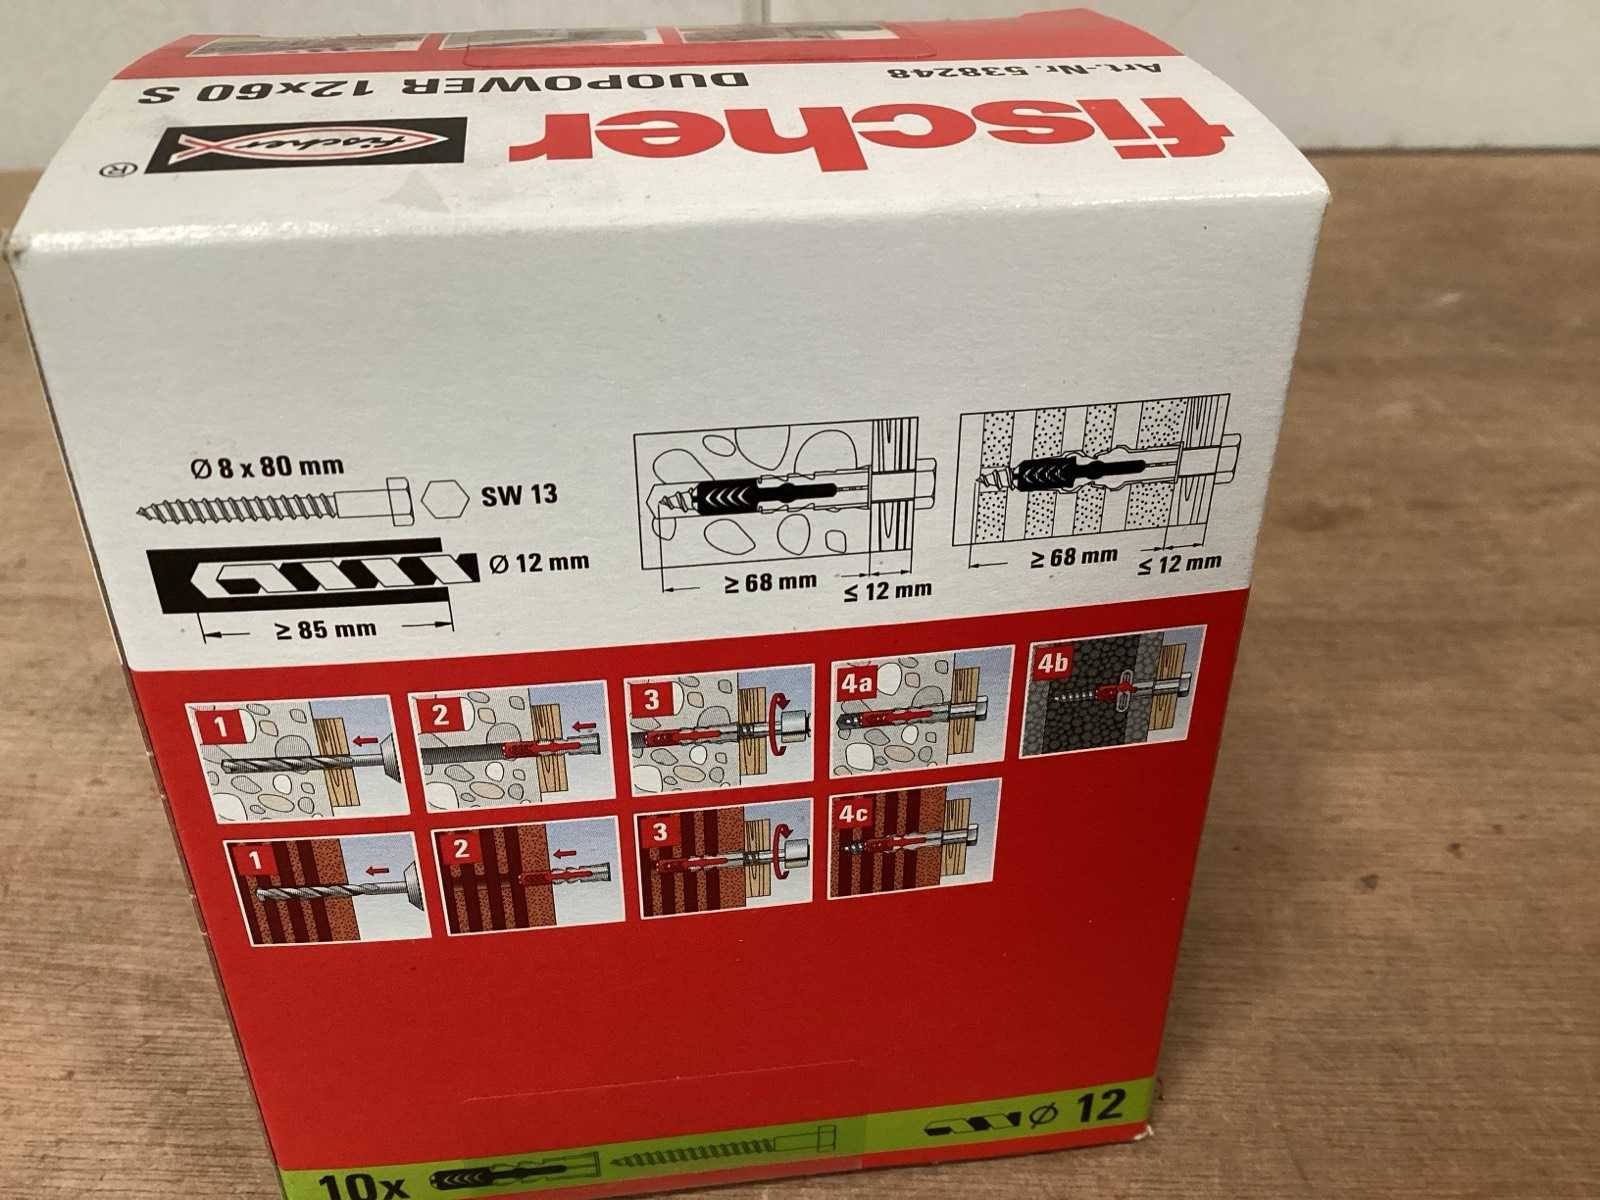 Art.-Nr. 538248
DUOPOWER 12x60 S
fischer
fischer
®
Ø 8 x 80 mm
SW 13
Ø 12 mm
≥ 85 mm
≥ 68 mm
≤ 12 mm
≥ 68 mm
≤ 12 mm
1
2
3
4a
4b
1
2
3
4c
10x
Ø 12